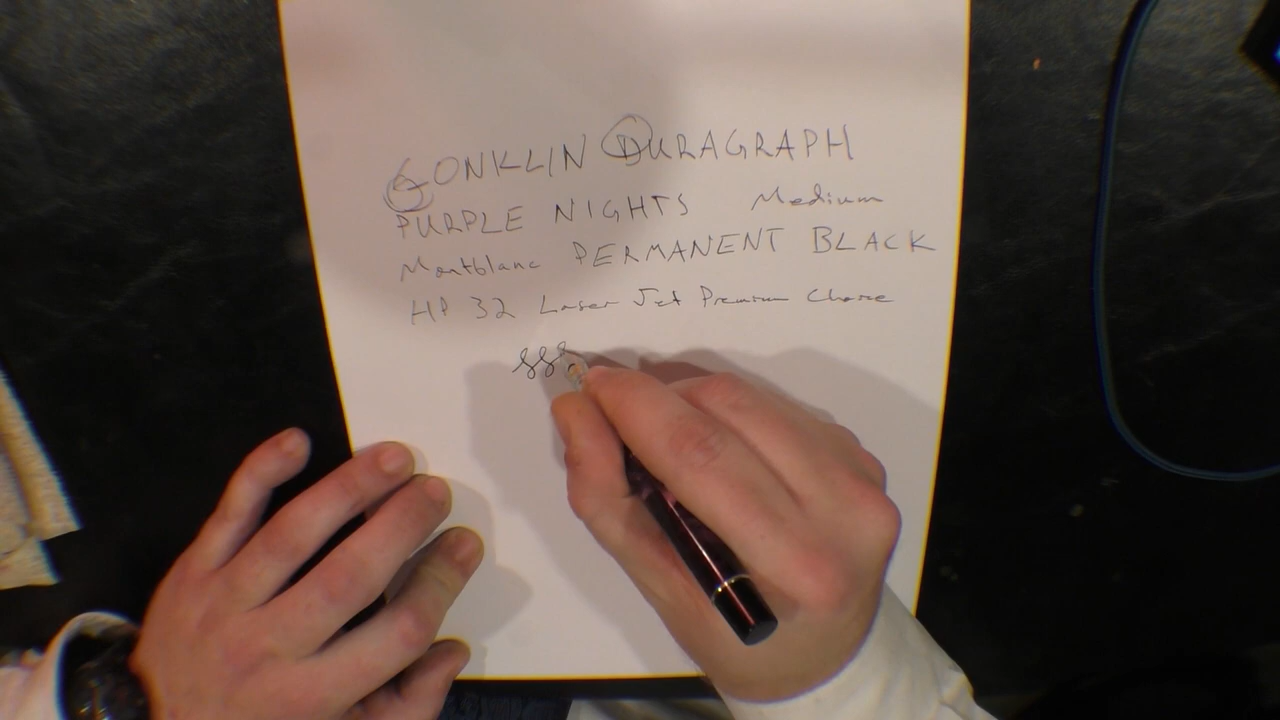 CONKLIN DURAGRAPH
PURPLE NIGHTS Medium
Montblanc PERMANENT BLACK
HP 32 Laser Jet Premium Choice